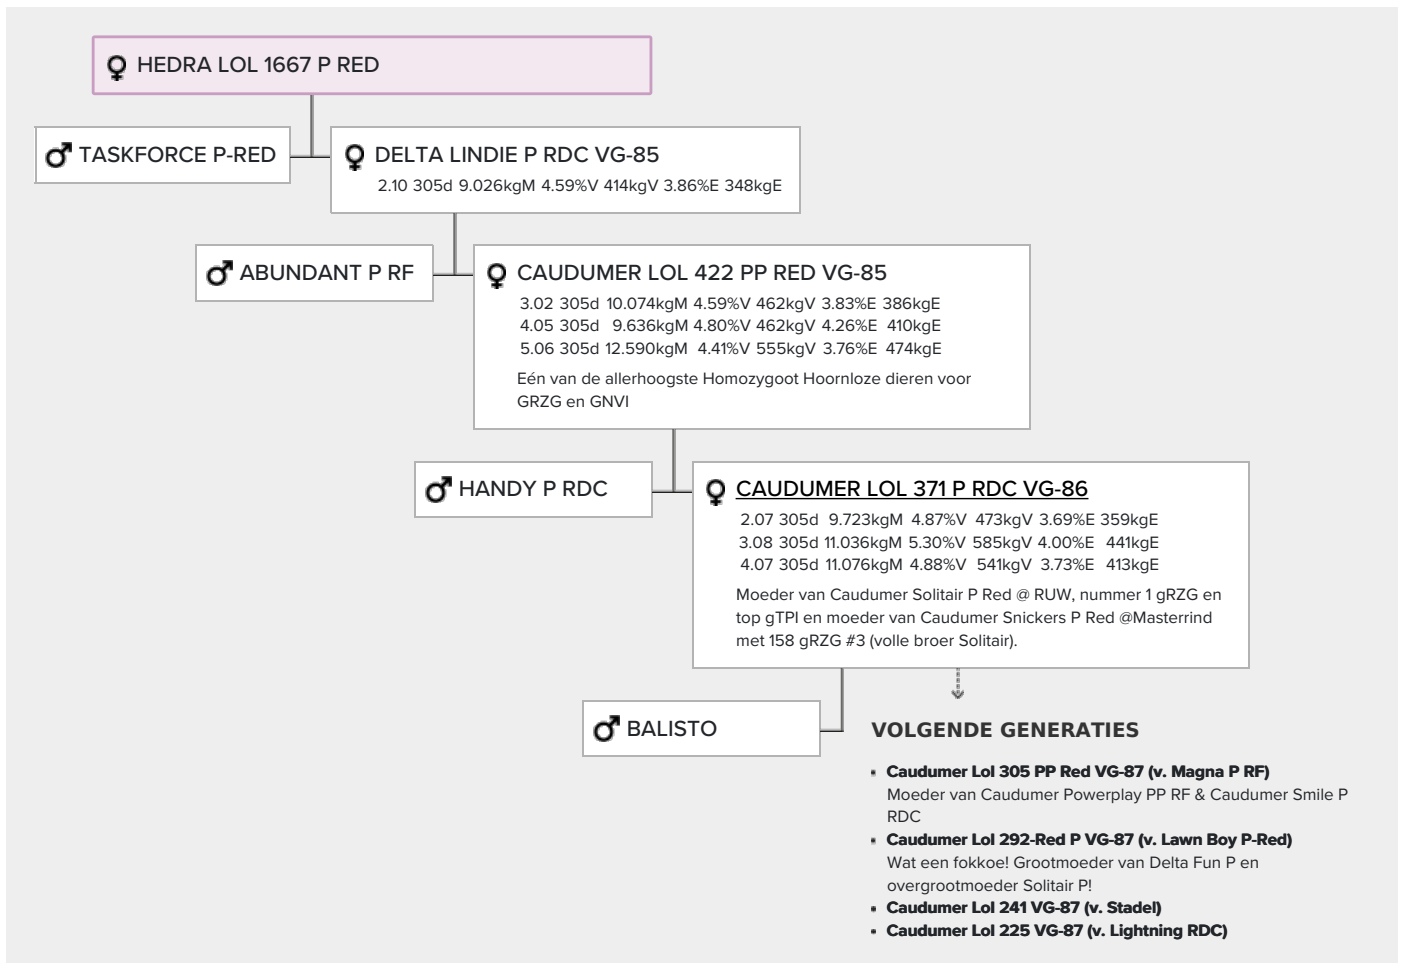 HEDRA LOL 1667 P RED
TASKFORCE P-RED
DELTA LINDIE P RDC VG-85
2.10 305d 9.026kgM 4.59%V 414kgV 3.86%E 348kgE
ABUNDANT P RF
CAUDUMER LOL 422 PP RED VG-85
3.02 305d 10.074kgM 4.59%V 462kgV 3.83%E 386kgE
4.05 305d 9.636kgM 4.80%V 462kgV 4.26%E 410kgE
5.06 305d 12.590kgM 4.41%V 555kgV 3.76%E 474kgE
Eén van de allerhoogste Homozygoot Hoornloze dieren voor
GRZG en GNVI
HANDY P RDC
CAUDUMER LOL 371 P RDC VG-86
2.07 305d 9.723kgM 4.87%V 473kgV 3.69%E 359kgE
3.08 305d 11.036kgM 5.30%V 585kgV 4.00%E 441kgE
4.07 305d 11.076kgM 4.88%V 541kgV 3.73%E 413kgE
Moeder van Caudumer Solitair P Red @ RUW, nummer 1 gRZG en
top gTPI en moeder van Caudumer Snickers P Red @Masterrind
met 158 gRZG #3 (volle broer Solitair).
BALISTO
VOLGENDE GENERATIES
• Caudumer Lol 305 PP Red VG-87 (v. Magna P RF)
Moeder van Caudumer Powerplay PP RF & Caudumer Smile P
RDC
• Caudumer Lol 292-Red P VG-87 (v. Lawn Boy P-Red)
Wat een fokkoe! Grootmoeder van Delta Fun P en
overgrootmoeder Solitair P!
• Caudumer Lol 241 VG-87 (v. Stadel)
• Caudumer Lol 225 VG-87 (v. Lightning RDC)